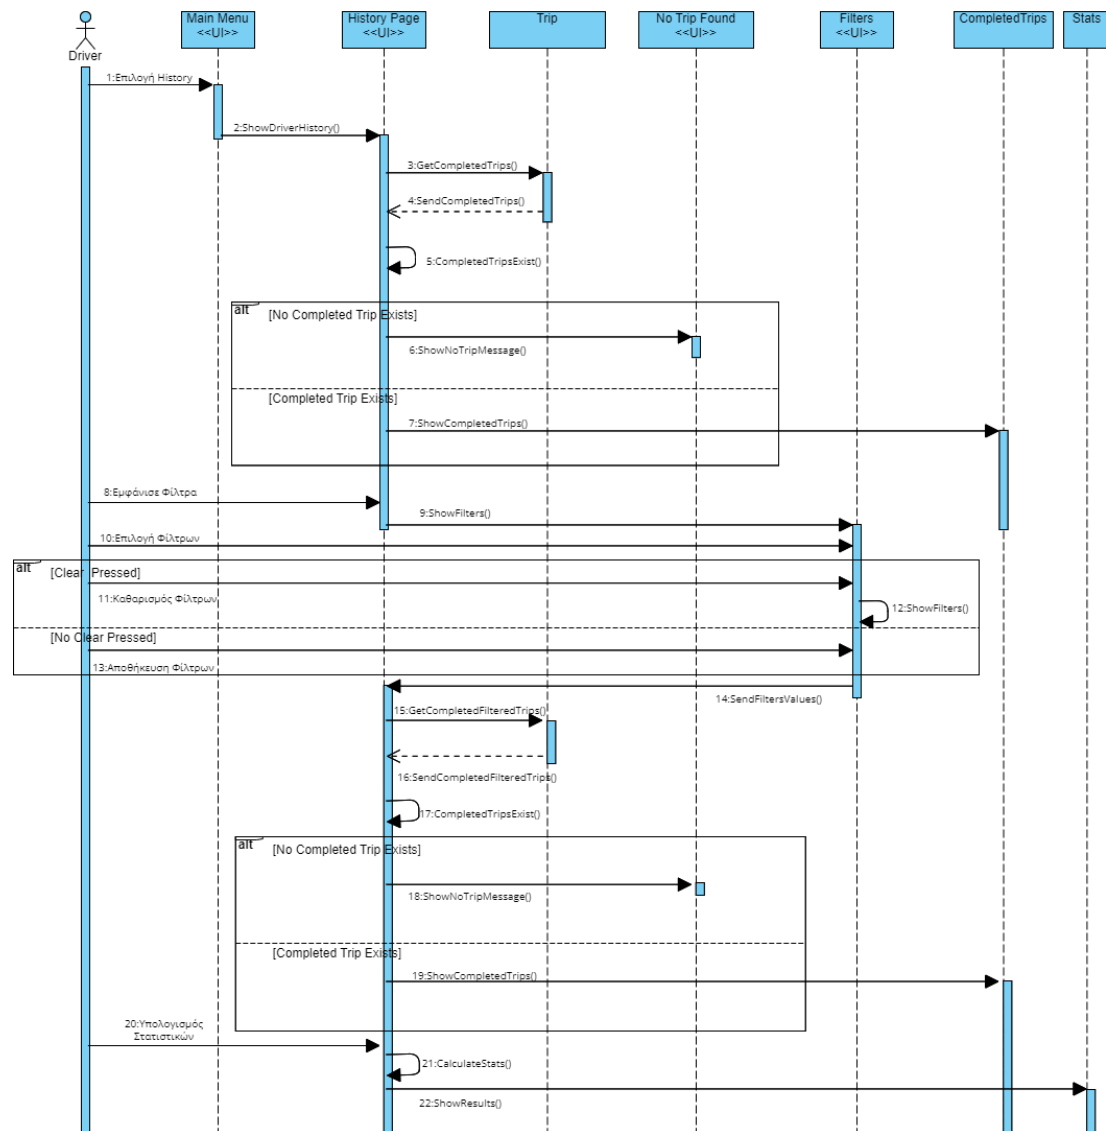 Main Menu
<<UI>>
History Page
<<UI>>
Trip
No Trip Found
<<UI>>
Filters
<<UI>>
CompletedTrips
Stats
Driver
1:Επιλογή History
2:ShowDriverHistory()
3:GetCompletedTrips()
4:SendCompletedTrips()
5:CompletedTripsExist()
alt
[No Completed Trip Exists]
6:ShowNoTripMessage()
[Completed Trip Exists]
7:ShowCompletedTrips()
8:Εμφάνισε Φίλτρα
9:ShowFilters()
10:Επιλογή Φίλτρων
alt
[Clear Pressed]
11:Καθαρισμός Φίλτρων
12:ShowFilters()
[No Clear Pressed]
13:Αποθήκευση Φίλτρων
14:SendFiltersValues()
15:GetCompletedFilteredTrips()
16:SendCompletedFilteredTrips()
17:CompletedTripsExist()
alt
[No Completed Trip Exists]
18:ShowNoTripMessage()
[Completed Trip Exists]
19:ShowCompletedTrips()
20:Υπολογισμός
Στατιστικών
21:CalculateStats()
22:ShowResults()